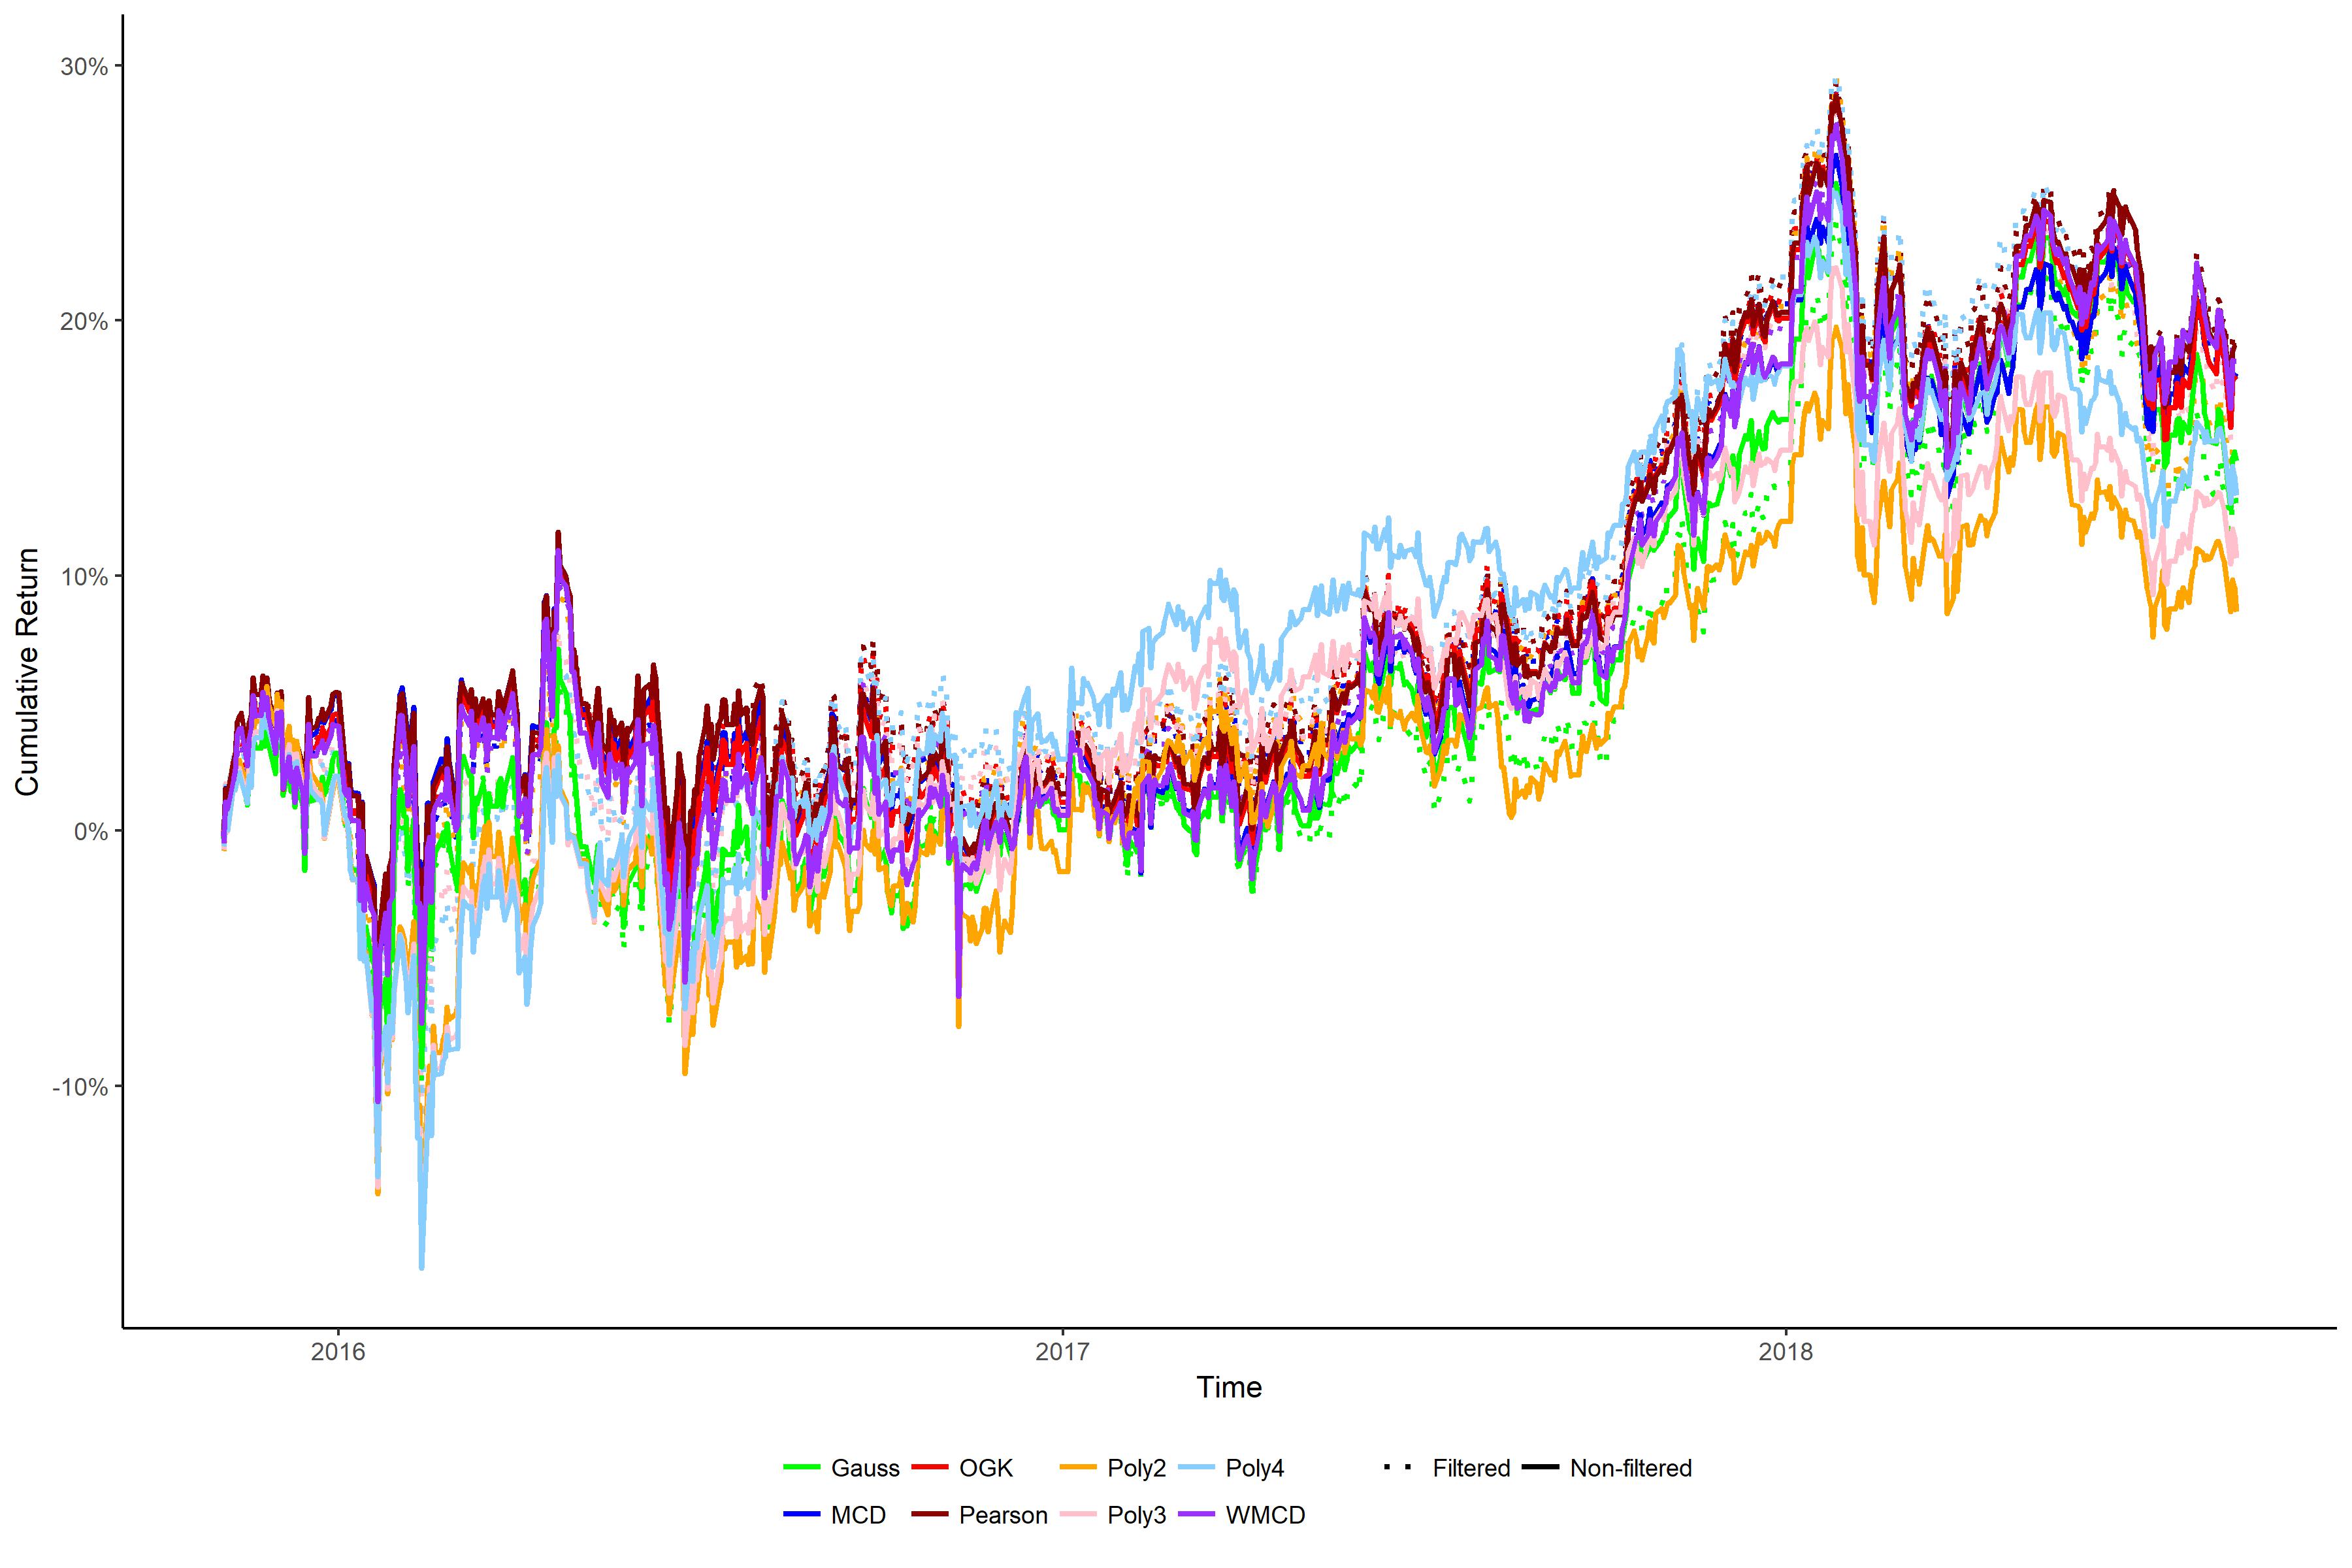 30%
20%
10%
0%
-10%
Cumulative Return
2016 2017 2018
Time
Gauss OGK Poly2 Poly4 Filtered Non-filtered
MCD Pearson Poly3 WMCD